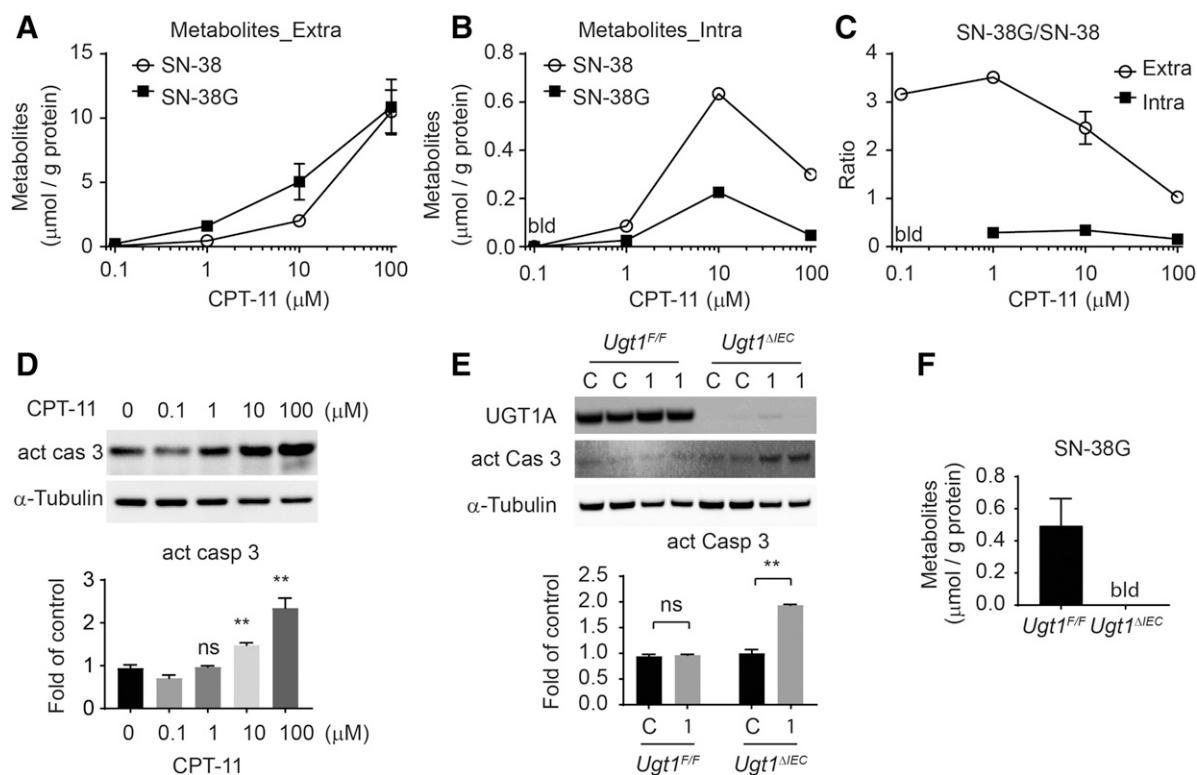 A
Metabolites_Extra
Metabolites
(μmol / g protein)
15
10
5
0
SN-38
SN-38G
0.1 1 10 100
CPT-11 (μM)
B
Metabolites_Intra
Metabolites
(μmol / g protein)
0.8
0.6
0.4
0.2
0.0
SN-38
SN-38G
bld
0.1 1 10 100
CPT-11 (μM)
C
SN-38G/SN-38
Ratio
4
3
2
1
0
Extra
Intra
bld
0.1 1 10 100
CPT-11 (μM)
D
CPT-11 0 0.1 1 10 100 (μM)
act cas 3
α-Tubulin
act casp 3
Fold of control
3
2
1
0
ns
**
**
0 0.1 1 10 100 (μM)
CPT-11
E
Ugt1F/F Ugt1ΔIEC
C C 1 1 C C 1 1
UGT1A
act Cas 3
α-Tubulin
act Casp 3
Fold of control
2.5
2.0
1.5
1.0
0.5
0.0
ns
**
C 1 C 1
Ugt1F/F Ugt1ΔIEC
F
SN-38G
Metabolites
(μmol / g protein)
0.8
0.6
0.4
0.2
0.0
bld
Ugt1F/F Ugt1ΔIEC